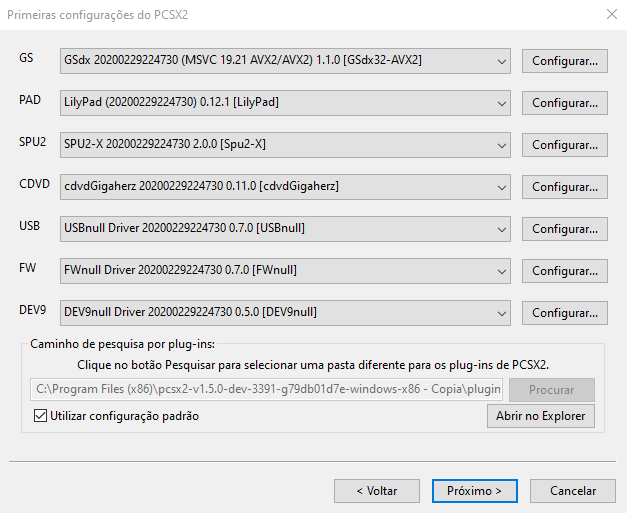 Primeiras configurações do PCSX2
GS GSdx 20200229224730 (MSVC 19.21 AVX2/AVX2) 1.1.0 [GSdx32-AVX2] Configurar...
PAD LilyPad (20200229224730) 0.12.1 [LilyPad] Configurar...
SPU2 SPU2-X 20200229224730 2.0.0 [Spu2-X] Configurar...
CDVD cdvdGigaherz 20200229224730 0.11.0 [cdvdGigaherz] Configurar...
USB USBnull Driver 20200229224730 0.7.0 [USBnull] Configurar...
FW FWnull Driver 20200229224730 0.7.0 [FWnull] Configurar...
DEV9 DEV9null Driver 20200229224730 0.5.0 [DEV9null] Configurar...
Caminho de pesquisa por plug-ins:
Clique no botão Pesquisar para selecionar uma pasta diferente para os plug-ins de PCSX2.
C:\Program Files (x86)\pcsx2-v1.5.0-dev-3391-g79db01d7e-windows-x86 - Copia\plugin Procurar
Utilizar configuração padrão Abrir no Explorer
< Voltar Próximo > Cancelar